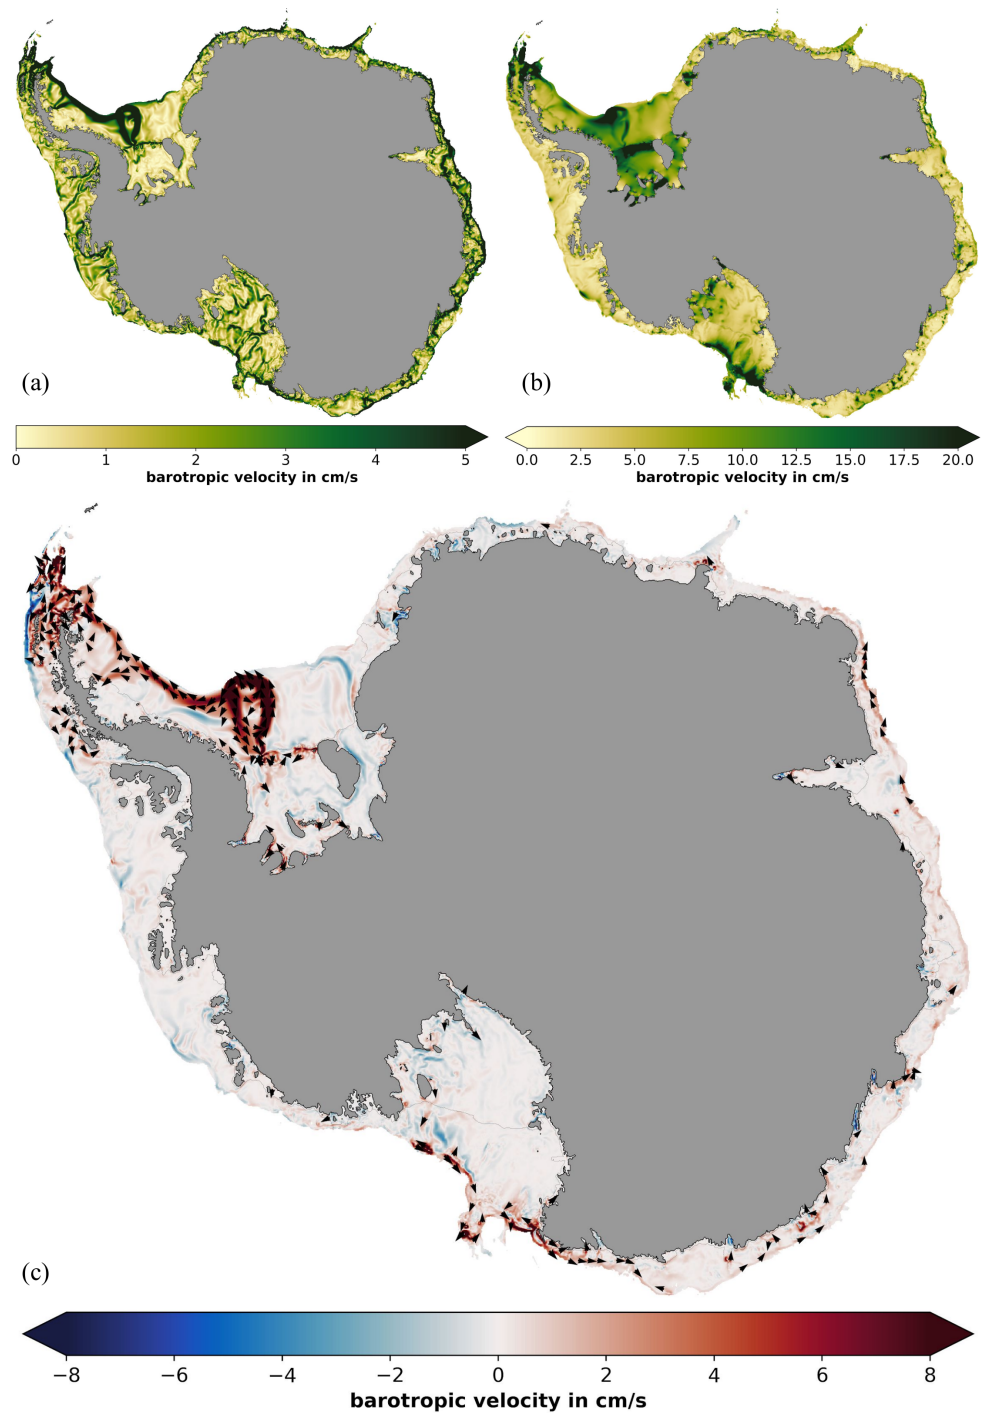 (a)
(b)
0 1 2 3 4 5
barotropic velocity in cm/s
0.0 2.5 5.0 7.5 10.0 12.5 15.0 17.5 20.0
barotropic velocity in cm/s
(c)
−8 −6 −4 −2 0 2 4 6 8
barotropic velocity in cm/s